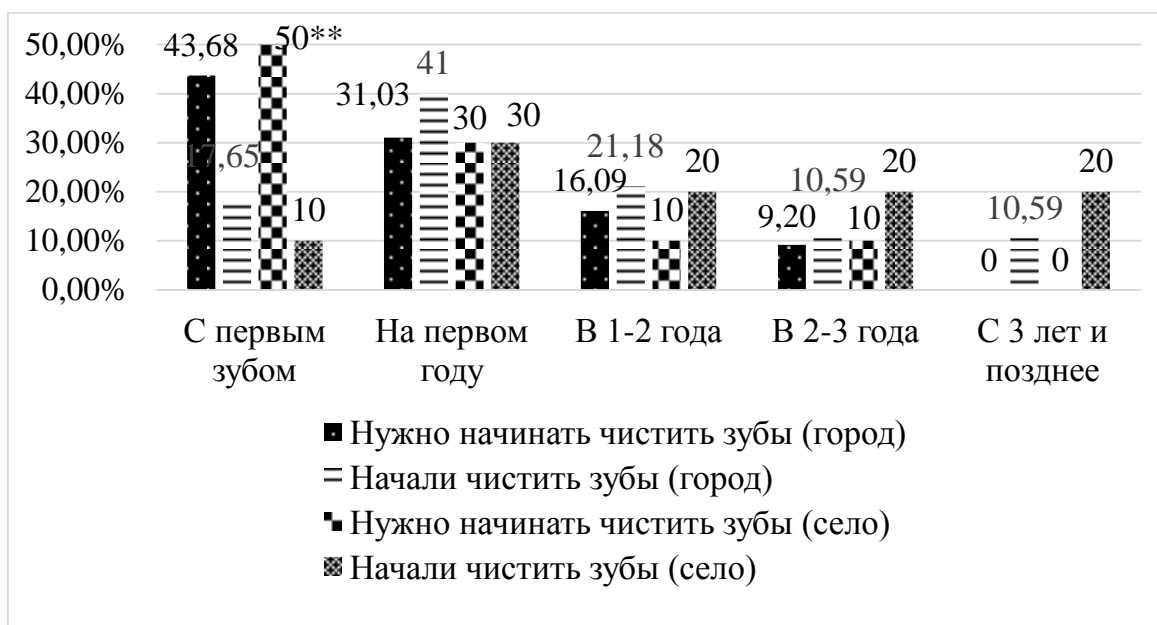 50,00%
40,00%
30,00%
20,00%
10,00%
0,00%
43,68
17,65
50**
10
31,03
41
30
30
16,09
21,18
10
20
9,20
10,59
10
20
0
10,59
0
20
С первым
зубом
На первом
году
В 1-2 года
В 2-3 года
С 3 лет и
позднее
Нужно начинать чистить зубы (город)
Начали чистить зубы (город)
Нужно начинать чистить зубы (село)
Начали чистить зубы (село)